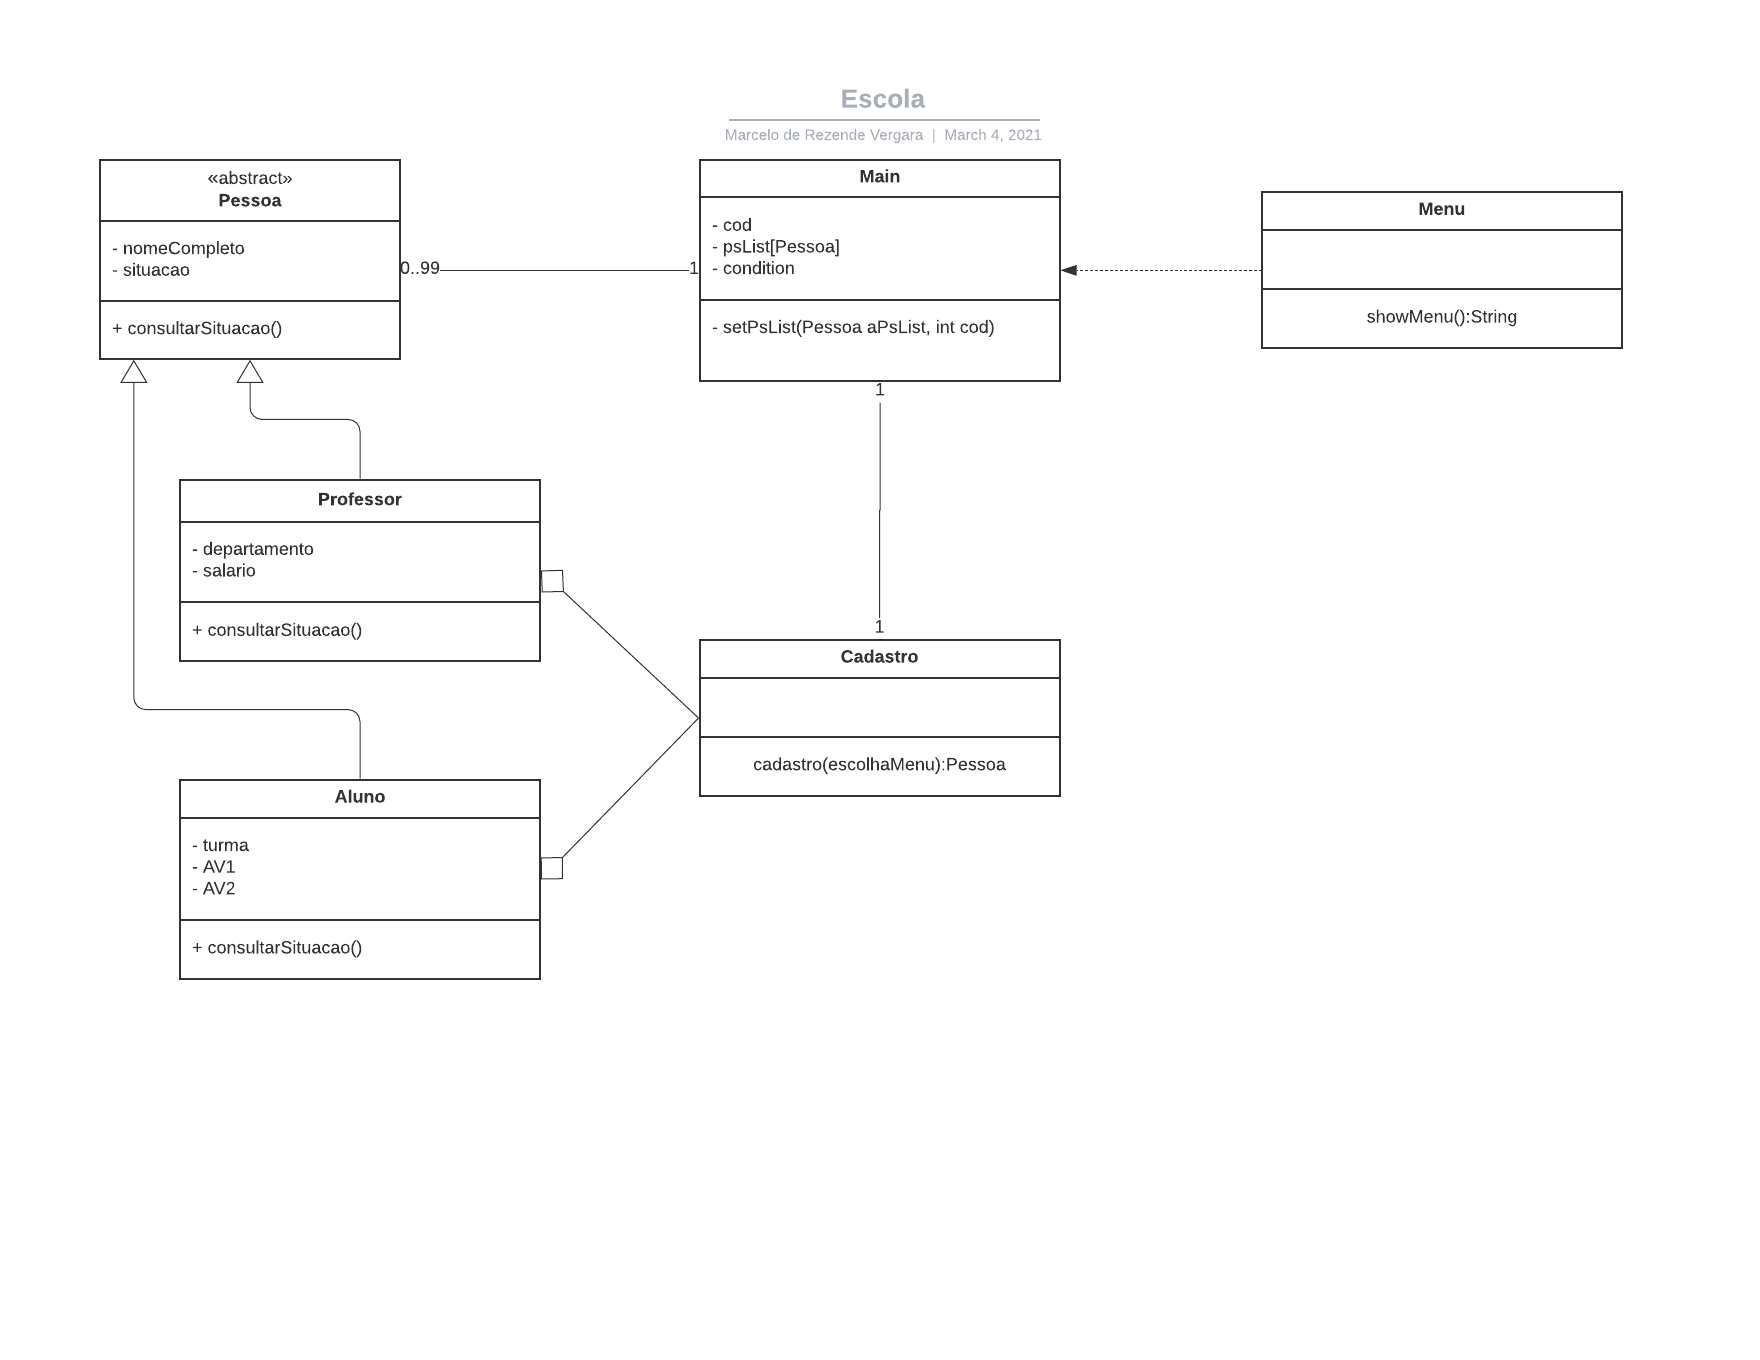 Escola
Marcelo de Rezende Vergara | March 4, 2021
«abstract»
Pessoa
- nomeCompleto
- situacao
+ consultarSituacao()
0..99
1
Main
- cod
- psList[Pessoa]
- condition
- setPsList(Pessoa aPsList, int cod)
Menu
showMenu():String
1
1
Professor
- departamento
- salario
+ consultarSituacao()
Cadastro
cadastro(escolhaMenu):Pessoa
Aluno
- turma
- AV1
- AV2
+ consultarSituacao()